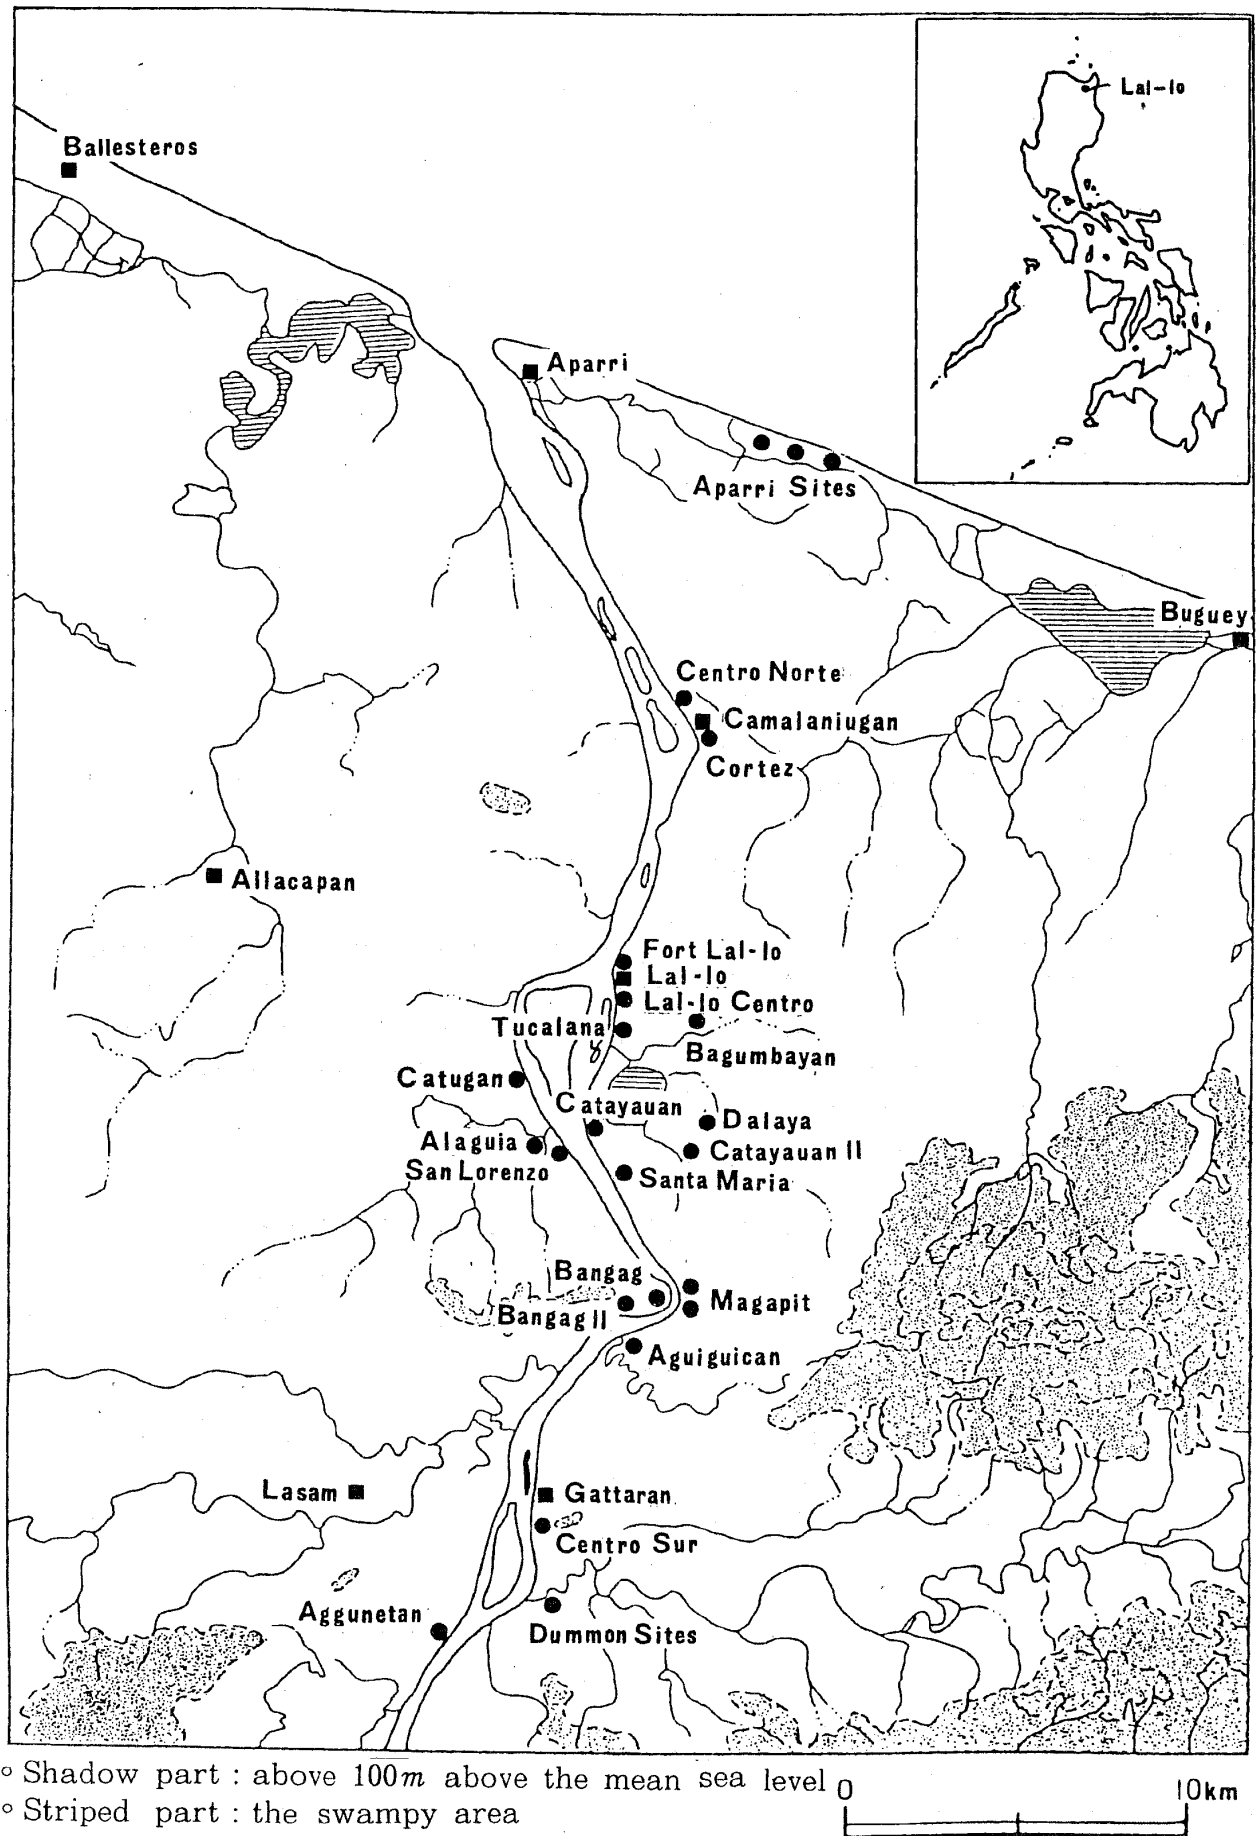 Lal-lo
Ballesteros
Aparri
Aparri Sites
Buguey
Centro Norte
Camalaniugan
Cortez
Allacapan
Fort Lal-lo
Lal-lo
Lal-lo Centro
Tucalana
Bagumbayan
Catugan
Catayauan
Dalaya
Alaguia
Catayauan II
San Lorenzo
Santa Maria
Bangag
Magapit
Bangag II
Aguiguican
Lasam
Gattaran
Centro Sur
Aggunetan
Dummon Sites
° Shadow part : above 100m above the mean sea level
0 10km
° Striped part : the swampy area